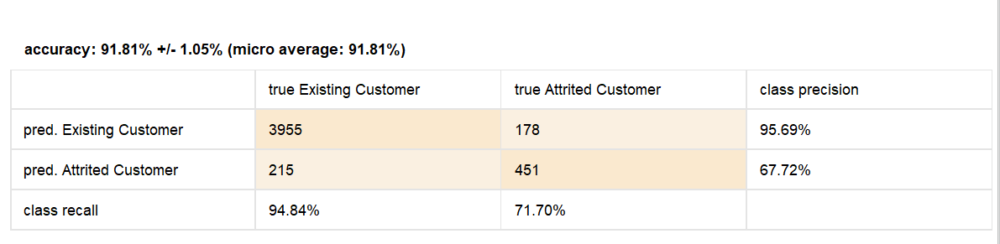 accuracy: 91.81% +/- 1.05% (micro average: 91.81%)
true Existing Customer true Attrited Customer class precision
pred. Existing Customer 3955 178 95.69%
pred. Attrited Customer 215 451 67.72%
class recall 94.84% 71.70%